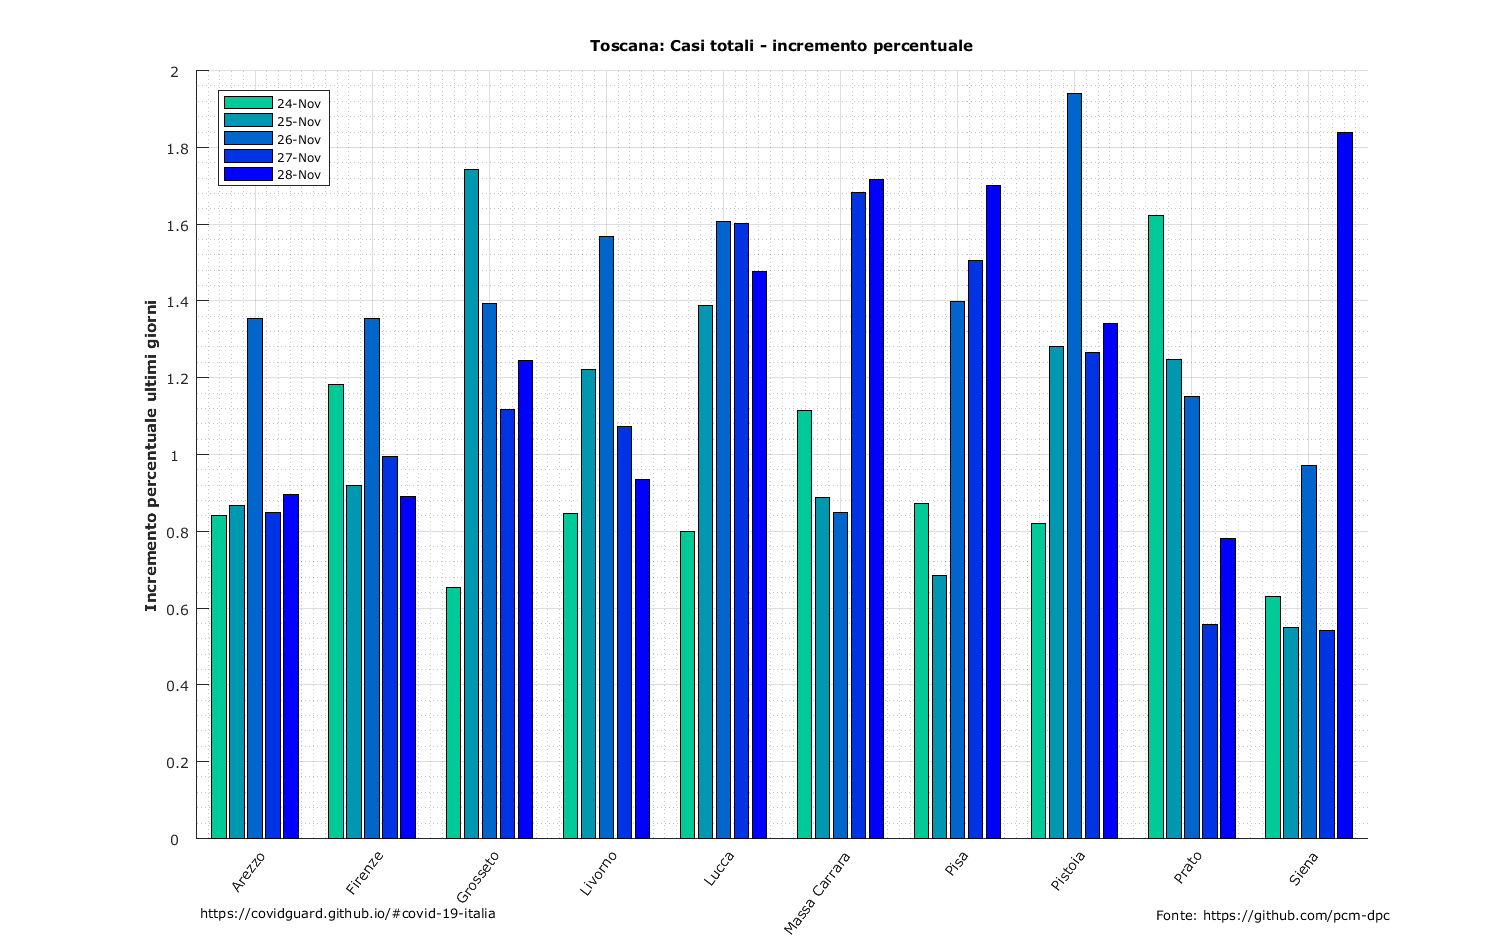 Toscana: Casi totali - incremento percentuale
Incremento percentuale ultimi giorni
2
1.8
1.6
1.4
1.2
1
0.8
0.6
0.4
0.2
0
24-Nov
25-Nov
26-Nov
27-Nov
28-Nov
Arezzo
Firenze
Grosseto
Livorno
Lucca
Massa Carrara
Pisa
Pistoia
Prato
Siena
https://covidguard.github.io/#covid-19-italia
Fonte: https://github.com/pcm-dpc